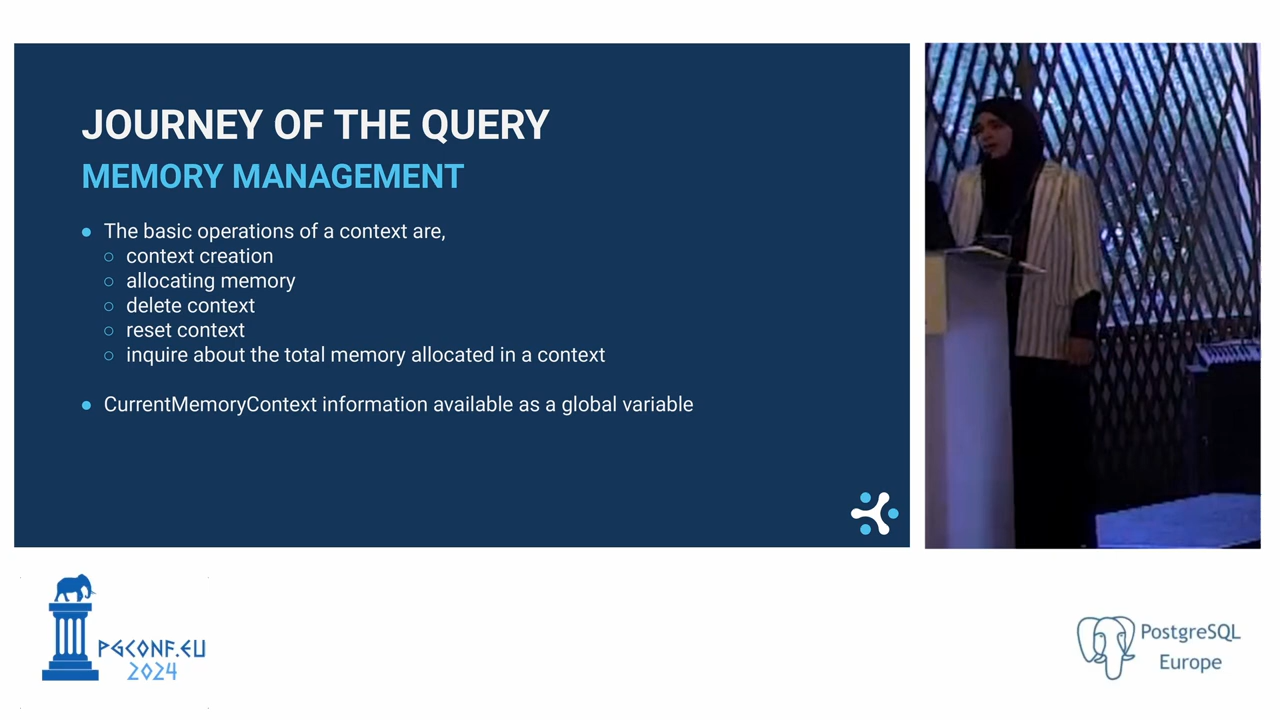 JOURNEY OF THE QUERY
MEMORY MANAGEMENT
● The basic operations of a context are,
○ context creation
○ allocating memory
○ delete context
○ reset context
○ inquire about the total memory allocated in a context
● CurrentMemoryContext information available as a global variable
PGCONF.EU
2024
PostgreSQL
Europe